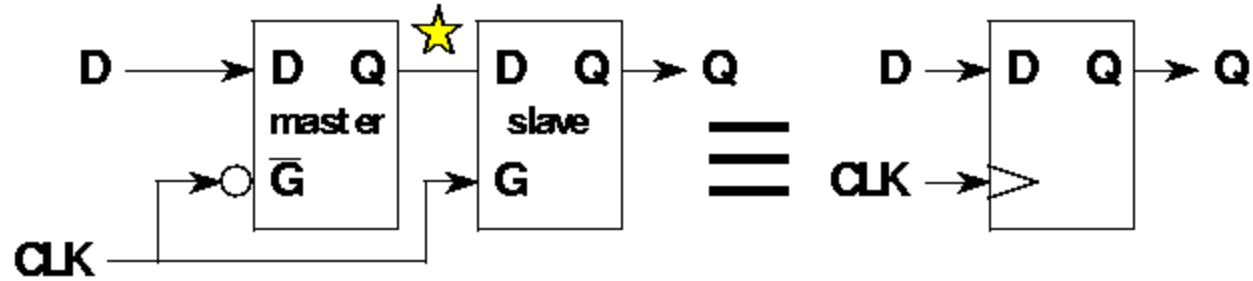 D D Q D Q Q D D Q Q
master slave
G̅ G CLK
CLK